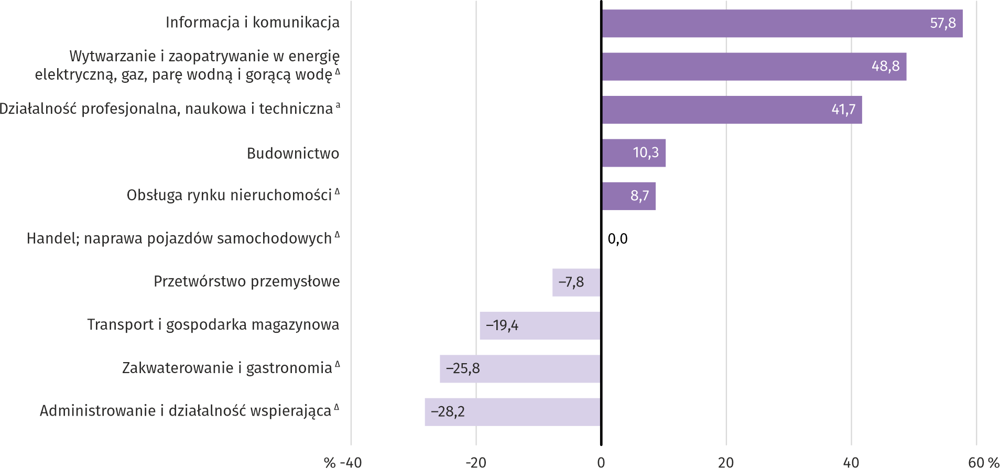 Informacja i komunikacja 57,8
Wytwarzanie i zaopatrywanie w energię
elektryczną, gaz, parę wodną i gorącą wodę Δ 48,8
Działalność profesjonalna, naukowa i techniczna a 41,7
Budownictwo 10,3
Obsługa rynku nieruchomości Δ 8,7
Handel; naprawa pojazdów samochodowych Δ 0,0
Przetwórstwo przemysłowe –7,8
Transport i gospodarka magazynowa –19,4
Zakwaterowanie i gastronomia Δ –25,8
Administrowanie i działalność wspierająca Δ –28,2
% -40 -20 0 20 40 60 %